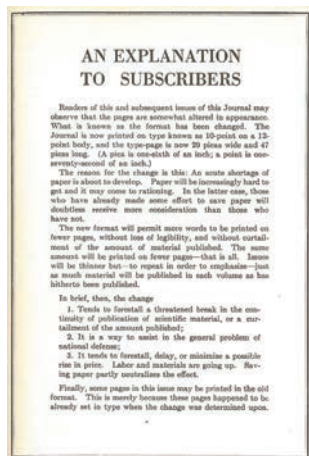 AN EXPLANATION
TO SUBSCRIBERS
Readers of this and subsequent issues of this Journal may
observe that the pages are somewhat altered in appearance.
What is known as the format has been changed. The
Journal is now printed on type known as 10-point on a 12-
point body, and the type-page is now 29 picas wide and 47
picas long. (A pica is one-sixth of an inch; a point is one-
seventy-second of an inch.)
The reason for the change is this: An acute shortage of
paper is about to develop. Paper will be increasingly hard to
get and it may come to rationing. In the latter case, those
who have already made some effort to save paper will
doubtless receive more consideration than those who
have not.
The new format will permit more words to be printed on
fewer pages, without loss of legibility, and without curtail-
ment of the amount of material published. The same
amount will be printed on fewer pages—that is all. Issues
will be thinner but—to repeat in order to emphasize—just
as much material will be published in each volume as has
hitherto been published.
In brief, then, the change
1. Tends to forestall a threatened break in the con-
tinuity of publication of scientific material, or a cur-
tailment of the amount published;
2. It is a way to assist in the general problem of
national defense;
3. It tends to forestall, delay, or minimise a possible
rise in price. Labor and materials are going up. Sav-
ing paper partly neutralizes the effect.
Finally, some pages in this issue may be printed in the old
format. This is merely because these pages happened to be
already set in type when the change was determined upon.